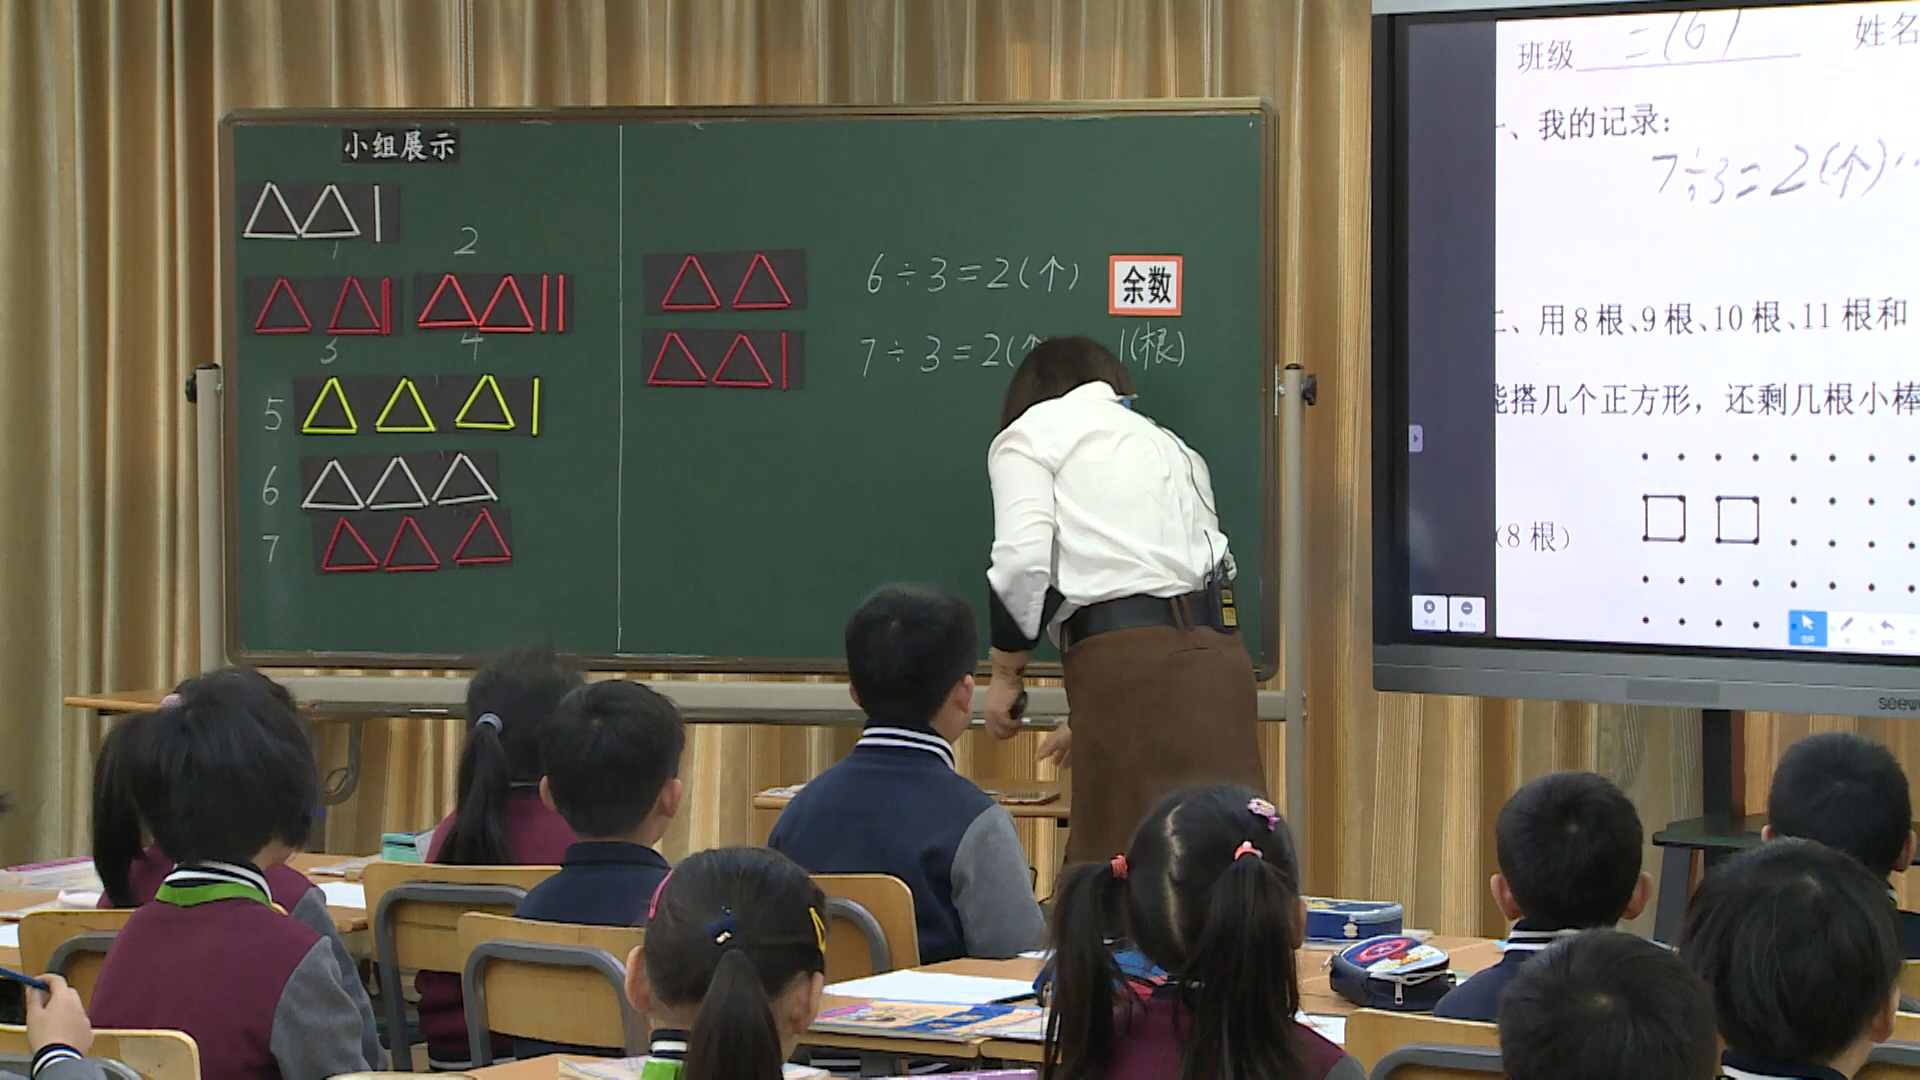 小组展示
1
2
3
4
5
6
7
6÷3=2(个)
余数
7÷3=2(
1(根)
班级 二(6)
姓名
、我的记录:
7÷3=2(个)…
二、用8根、9根、10根、11根和
能搭几个正方形，还剩几根小棒
(8根)
seewo